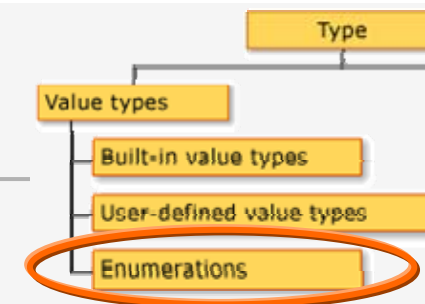 Type
Value types
Built-in value types
User-defined value types
Enumerations